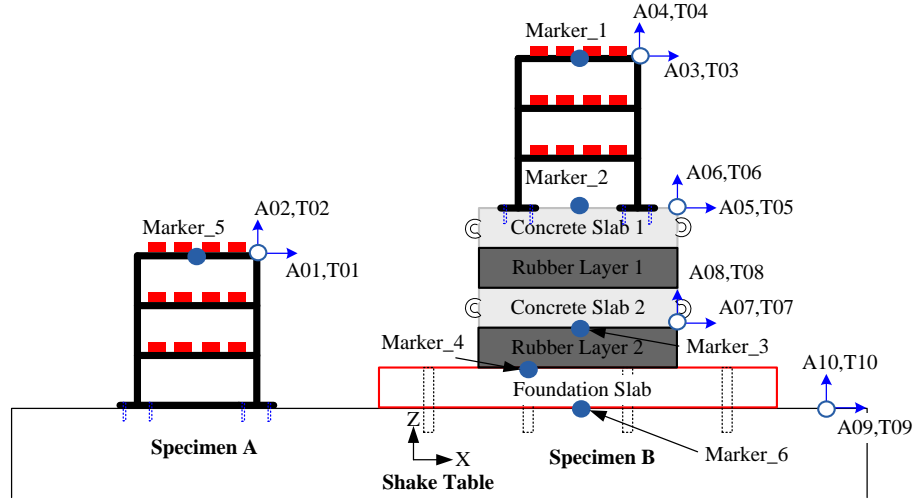 A04,T04
Marker_1
A03,T03
Marker_2
A06,T06
A05,T05
A02,T02
Marker_5
A01,T01
Concrete Slab 1
Rubber Layer 1
A08,T08
Concrete Slab 2
A07,T07
Marker_4
Rubber Layer 2
Marker_3
Foundation Slab
A10,T10
A09,T09
Specimen A
Z
X
Shake Table
Specimen B
Marker_6